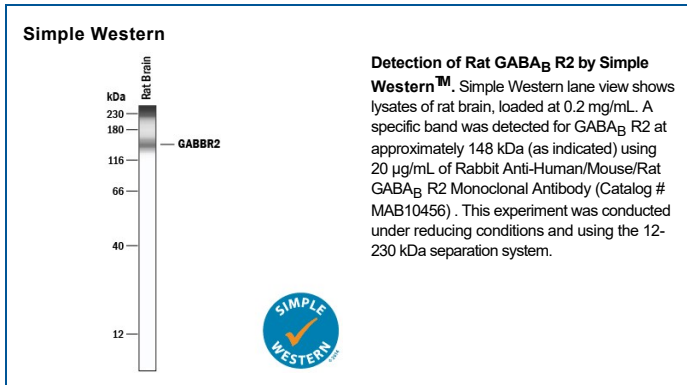 Simple Western
Rat Brain
kDa
230
180
GABBR2
116
66
40
12
SIMPLE
WESTERN
Detection of Rat GABAB R2 by Simple
Western™. Simple Western lane view shows
lysates of rat brain, loaded at 0.2 mg/mL. A
specific band was detected for GABAB R2 at
approximately 148 kDa (as indicated) using
20 µg/mL of Rabbit Anti-Human/Mouse/Rat
GABAB R2 Monoclonal Antibody (Catalog #
MAB10456) . This experiment was conducted
under reducing conditions and using the 12-
230 kDa separation system.